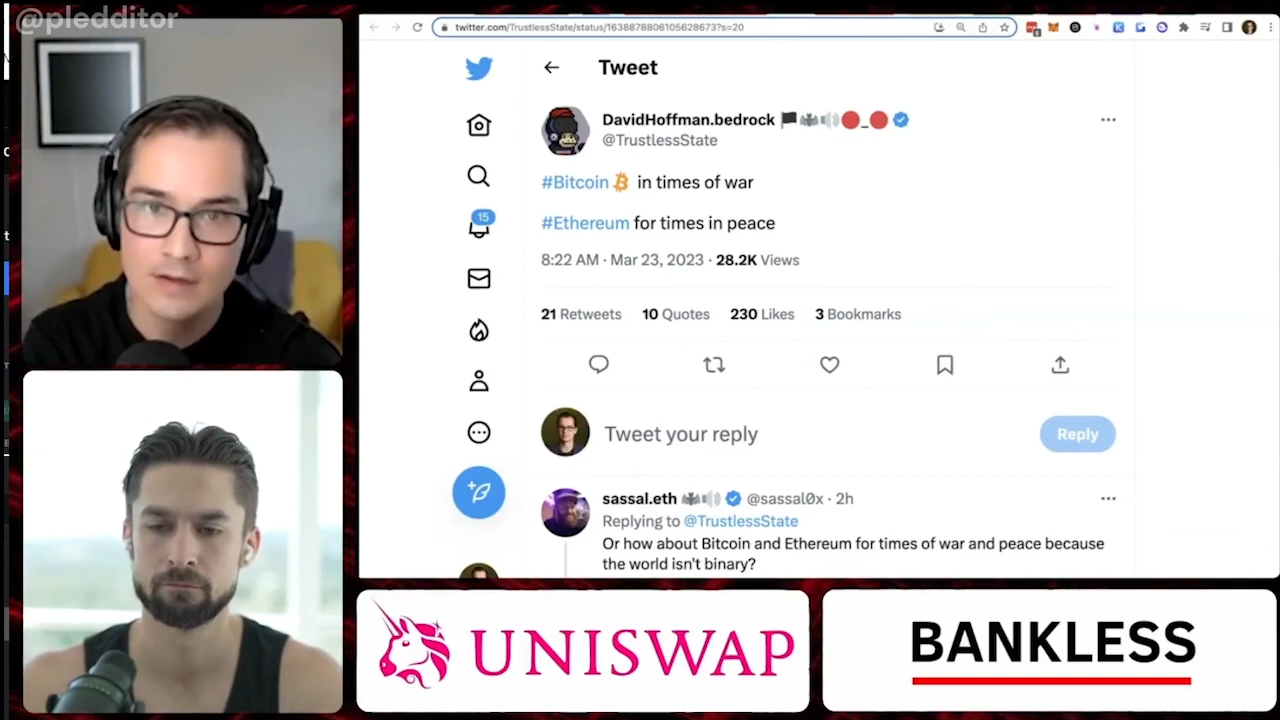 @pledditor
twitter.com/TrustlessState/status/1638878806105628673?s=20
Tweet
DavidHoffman.bedrock
@TrustlessState
#Bitcoin in times of war
#Ethereum for times in peace
8:22 AM · Mar 23, 2023 · 28.2K Views
21 Retweets 10 Quotes 230 Likes 3 Bookmarks
15
Tweet your reply
Reply
sassal.eth @sassal0x · 2h
Replying to @TrustlessState
Or how about Bitcoin and Ethereum for times of war and peace because
the world isn't binary?
UNISWAP
BANKLESS